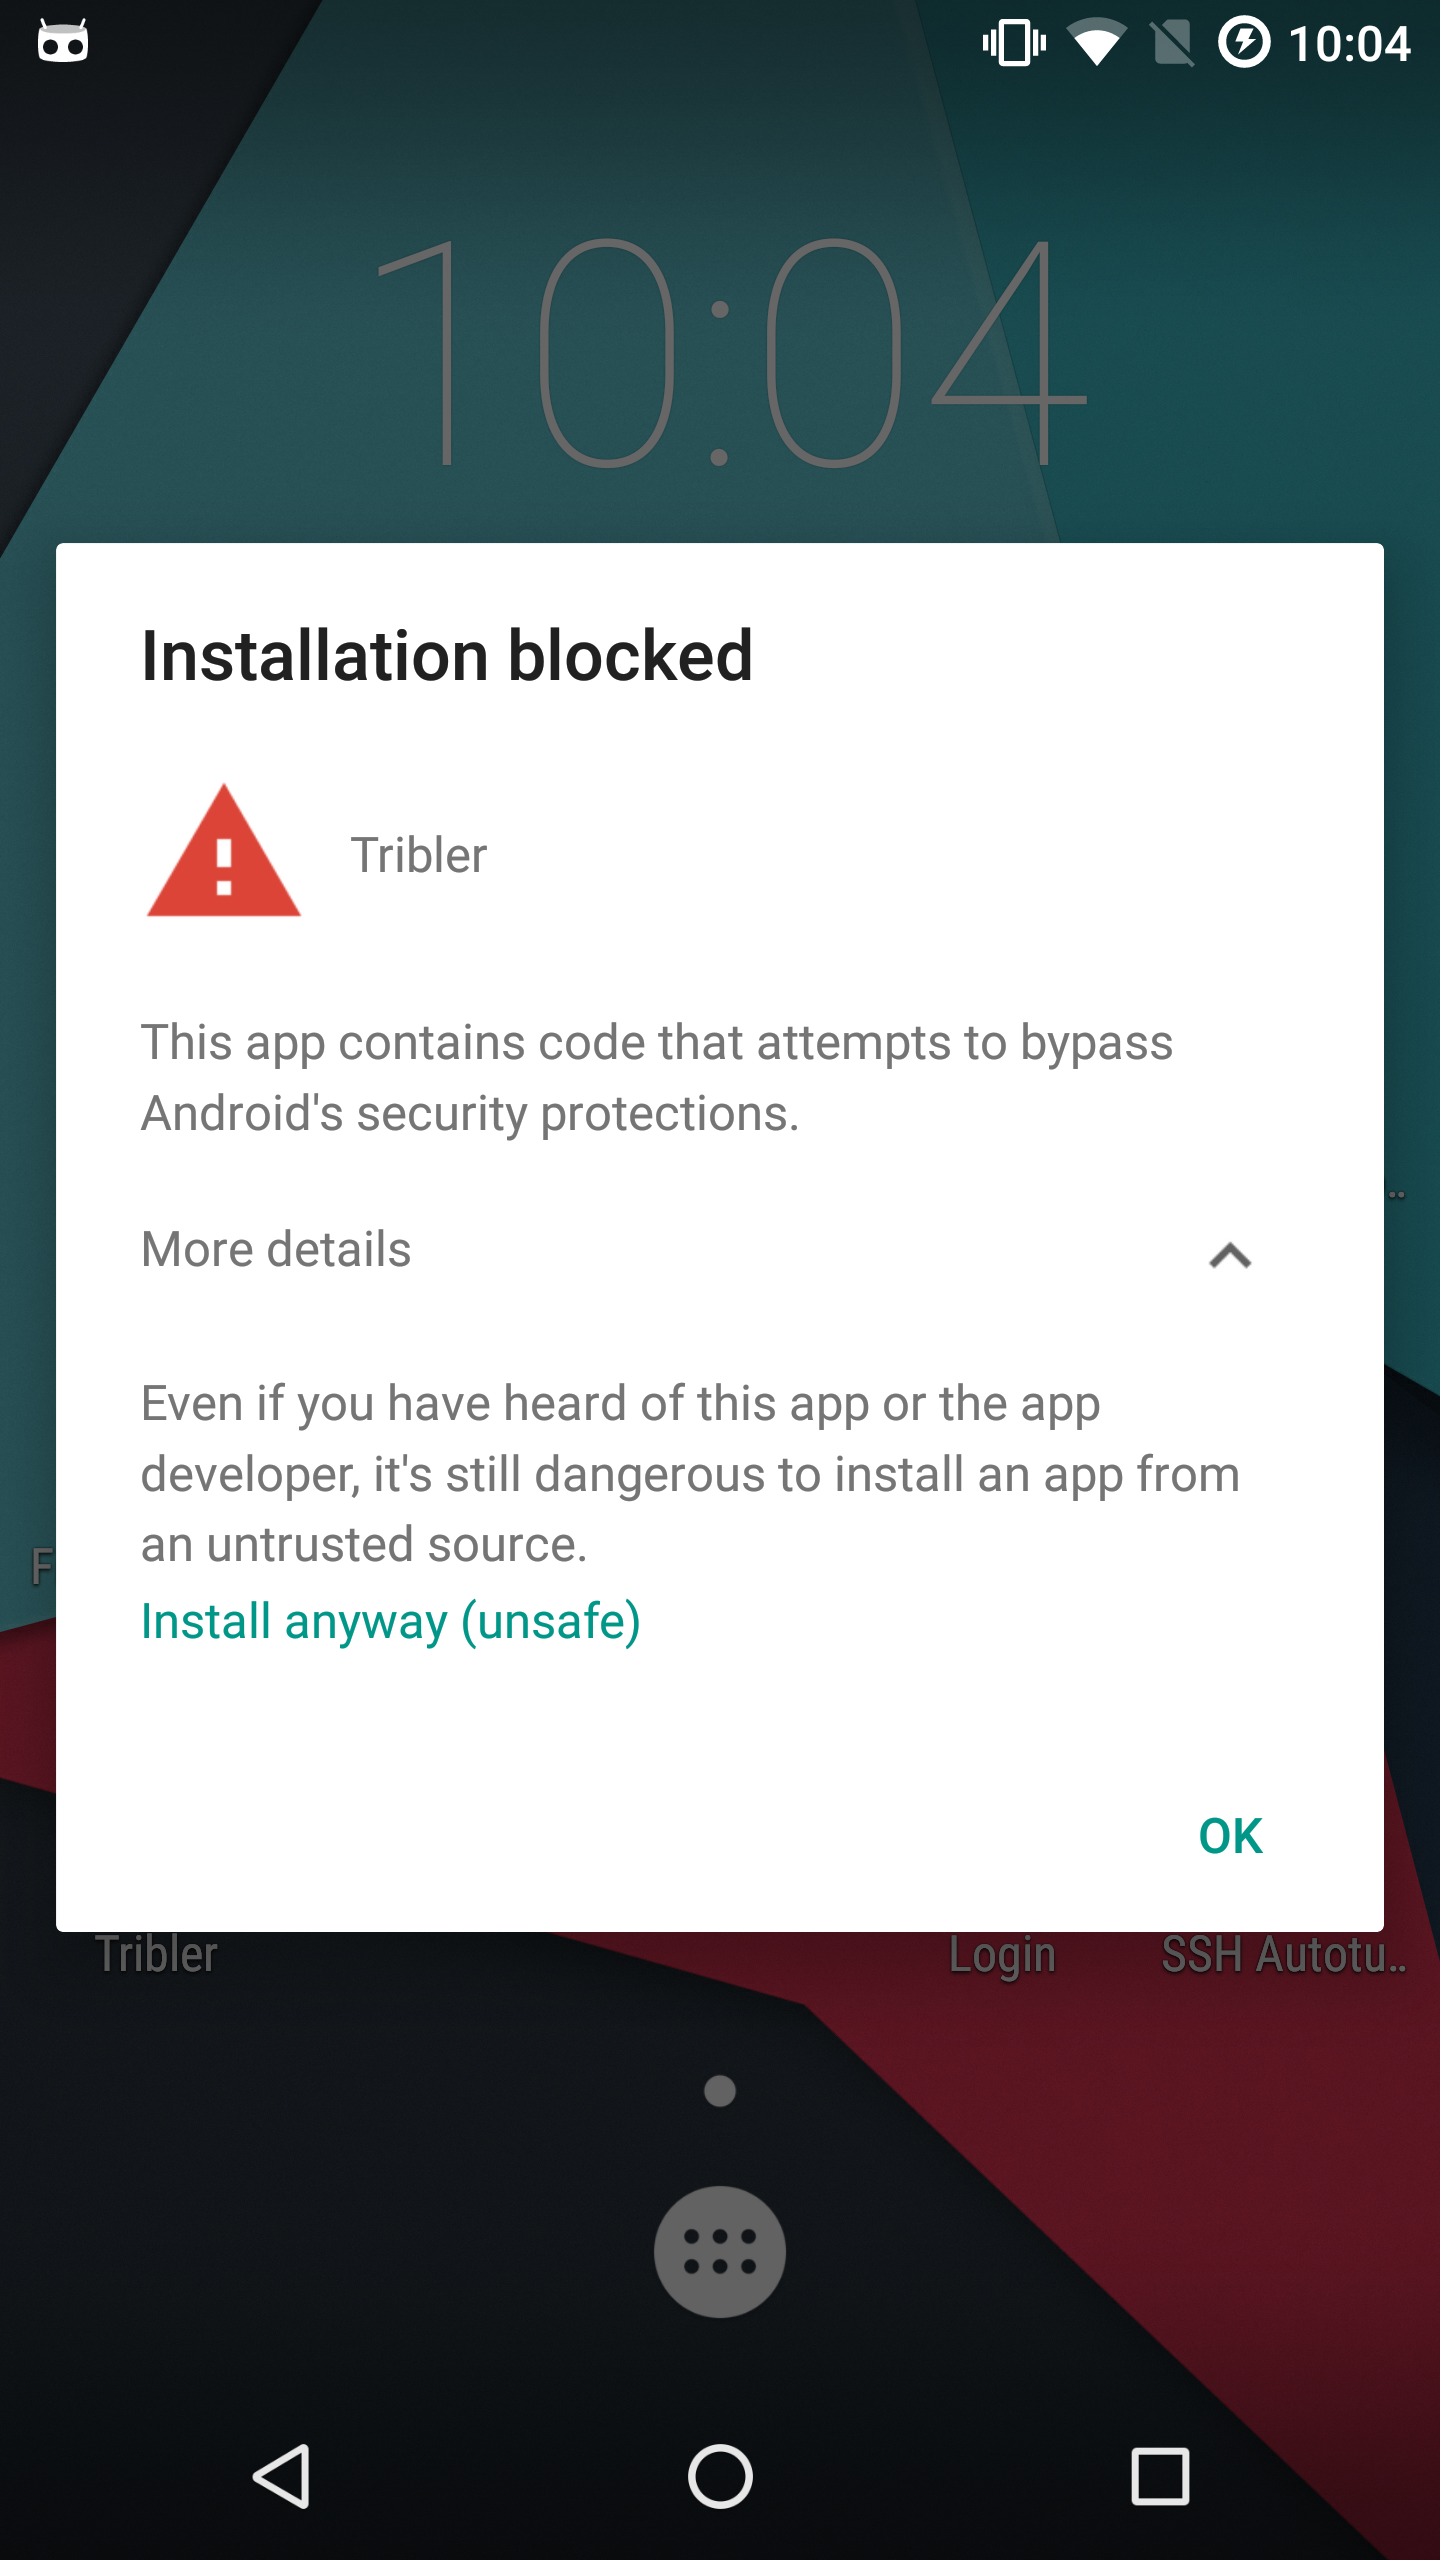 10:04
10:04
Installation blocked
Tribler
This app contains code that attempts to bypass
Android's security protections.
More details
Even if you have heard of this app or the app
developer, it's still dangerous to install an app from
an untrusted source.
Install anyway (unsafe)
OK
F
Tribler
Login
SSH Autotu…